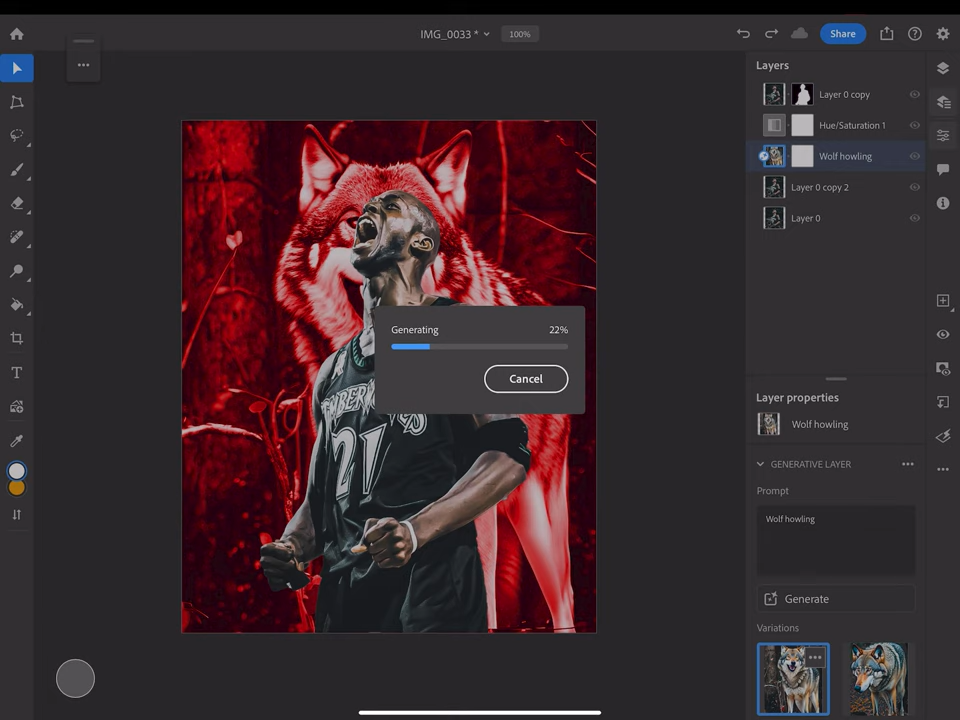 IMG_0033 *
100%
Share
Layers
Layer 0 copy
Hue/Saturation 1
Wolf howling
Layer 0 copy 2
Layer 0
Generating
22%
Cancel
21
Layer properties
Wolf howling
GENERATIVE LAYER
Prompt
Wolf howling
Generate
Variations